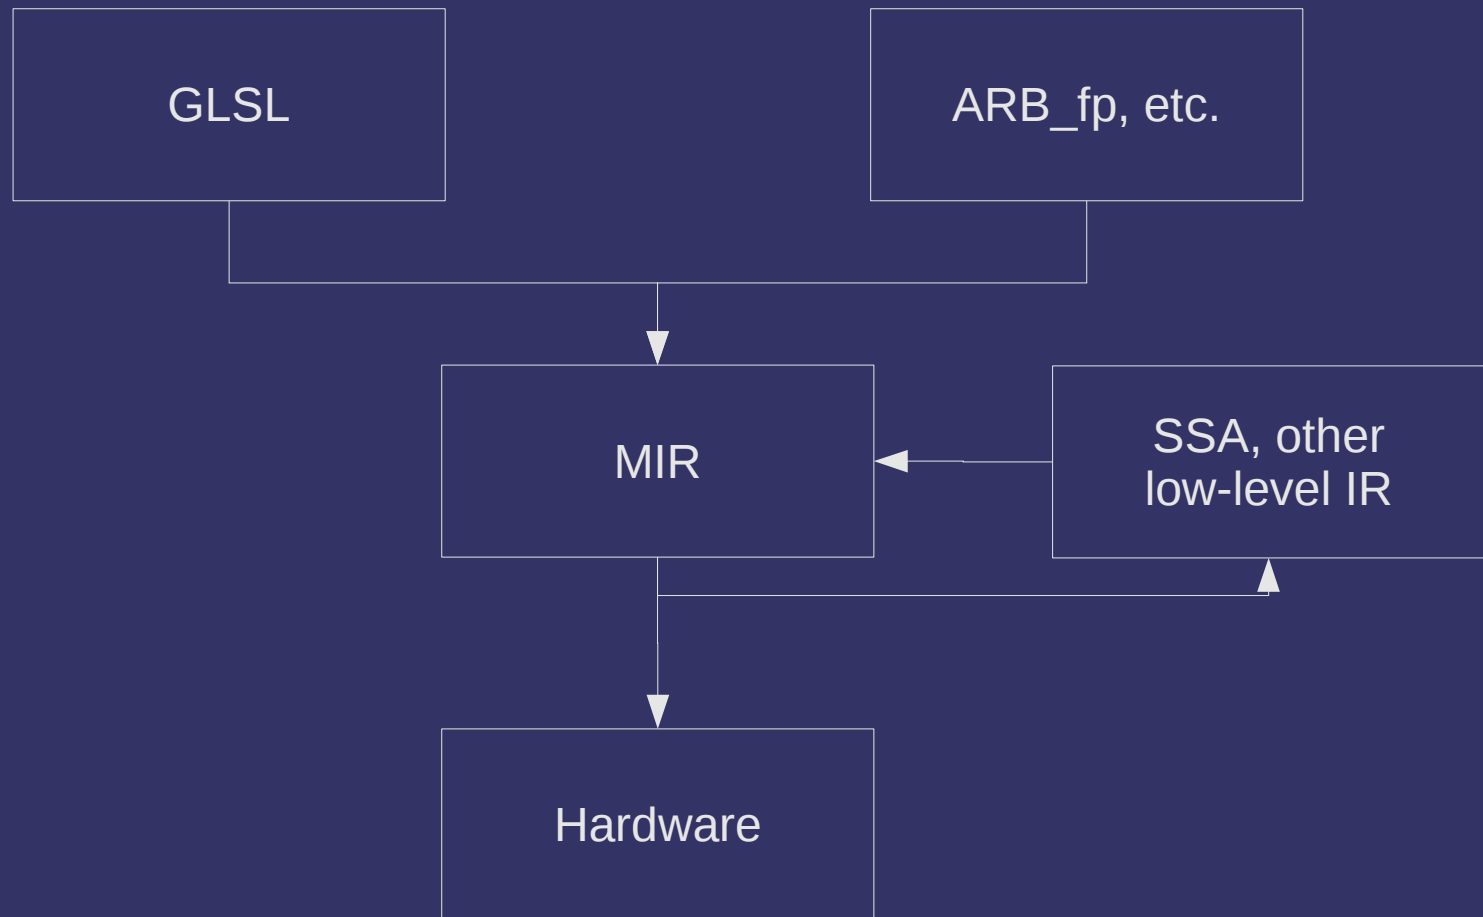 GLSL
ARB_fp, etc.
MIR
SSA, other
low-level IR
Hardware